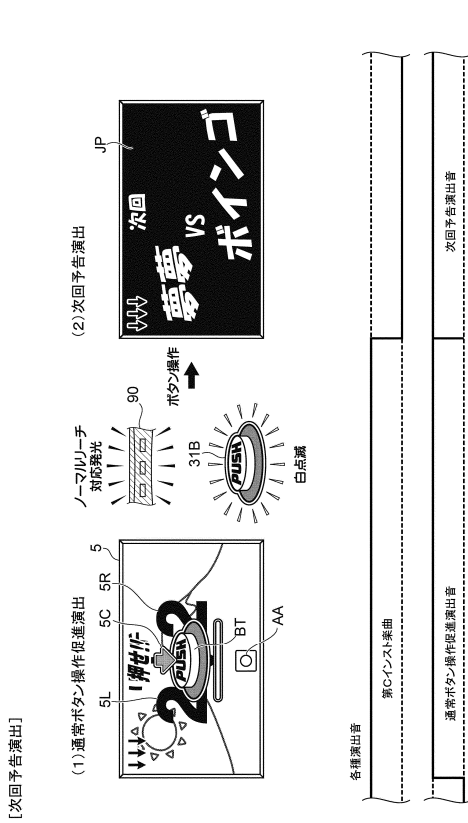 [次回予告演出]
(1)通常ボタン操作促進演出
5L
5C
5R
5
押せ!!
2
2
PUSH
BT
AA
ノーマルリーチ
対応発光
90
31B
PUSH
白点滅
ボタン操作
(2)次回予告演出
JP
次回
夢夢
VS
ボインゴ
各種演出音
第Cインスト楽曲
通常ボタン操作促進演出音
次回予告演出音